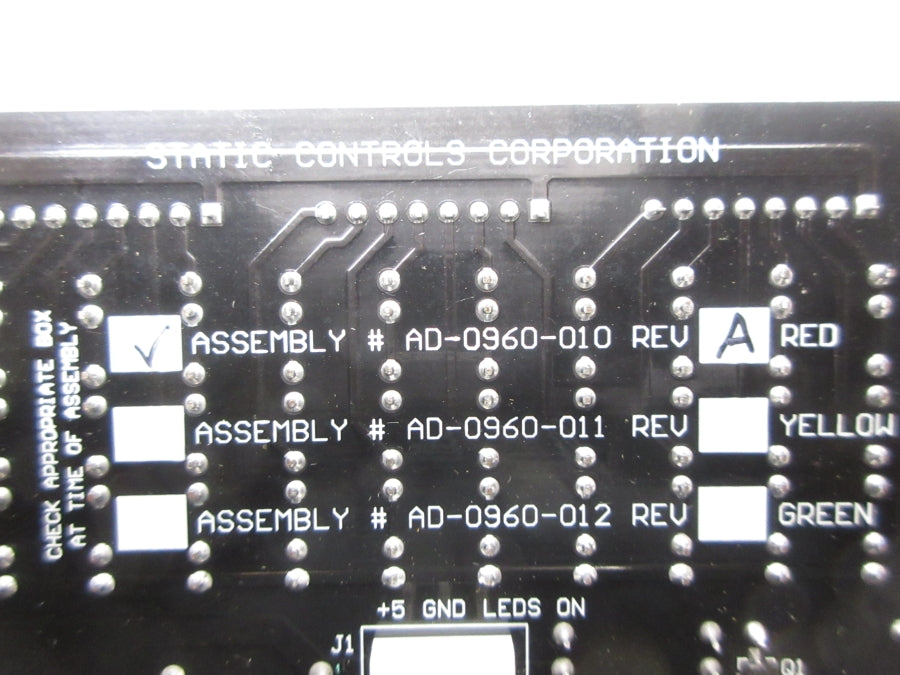 STATIC CONTROLS CORPORATION
CHECK APPROPRIATE BOX
AT TIME OF ASSEMBLY
✓ ASSEMBLY # AD-0960-010 REV A RED
ASSEMBLY # AD-0960-011 REV YELLOW
ASSEMBLY # AD-0960-012 REV GREEN
+5 GND LEDS ON
J1
Q1